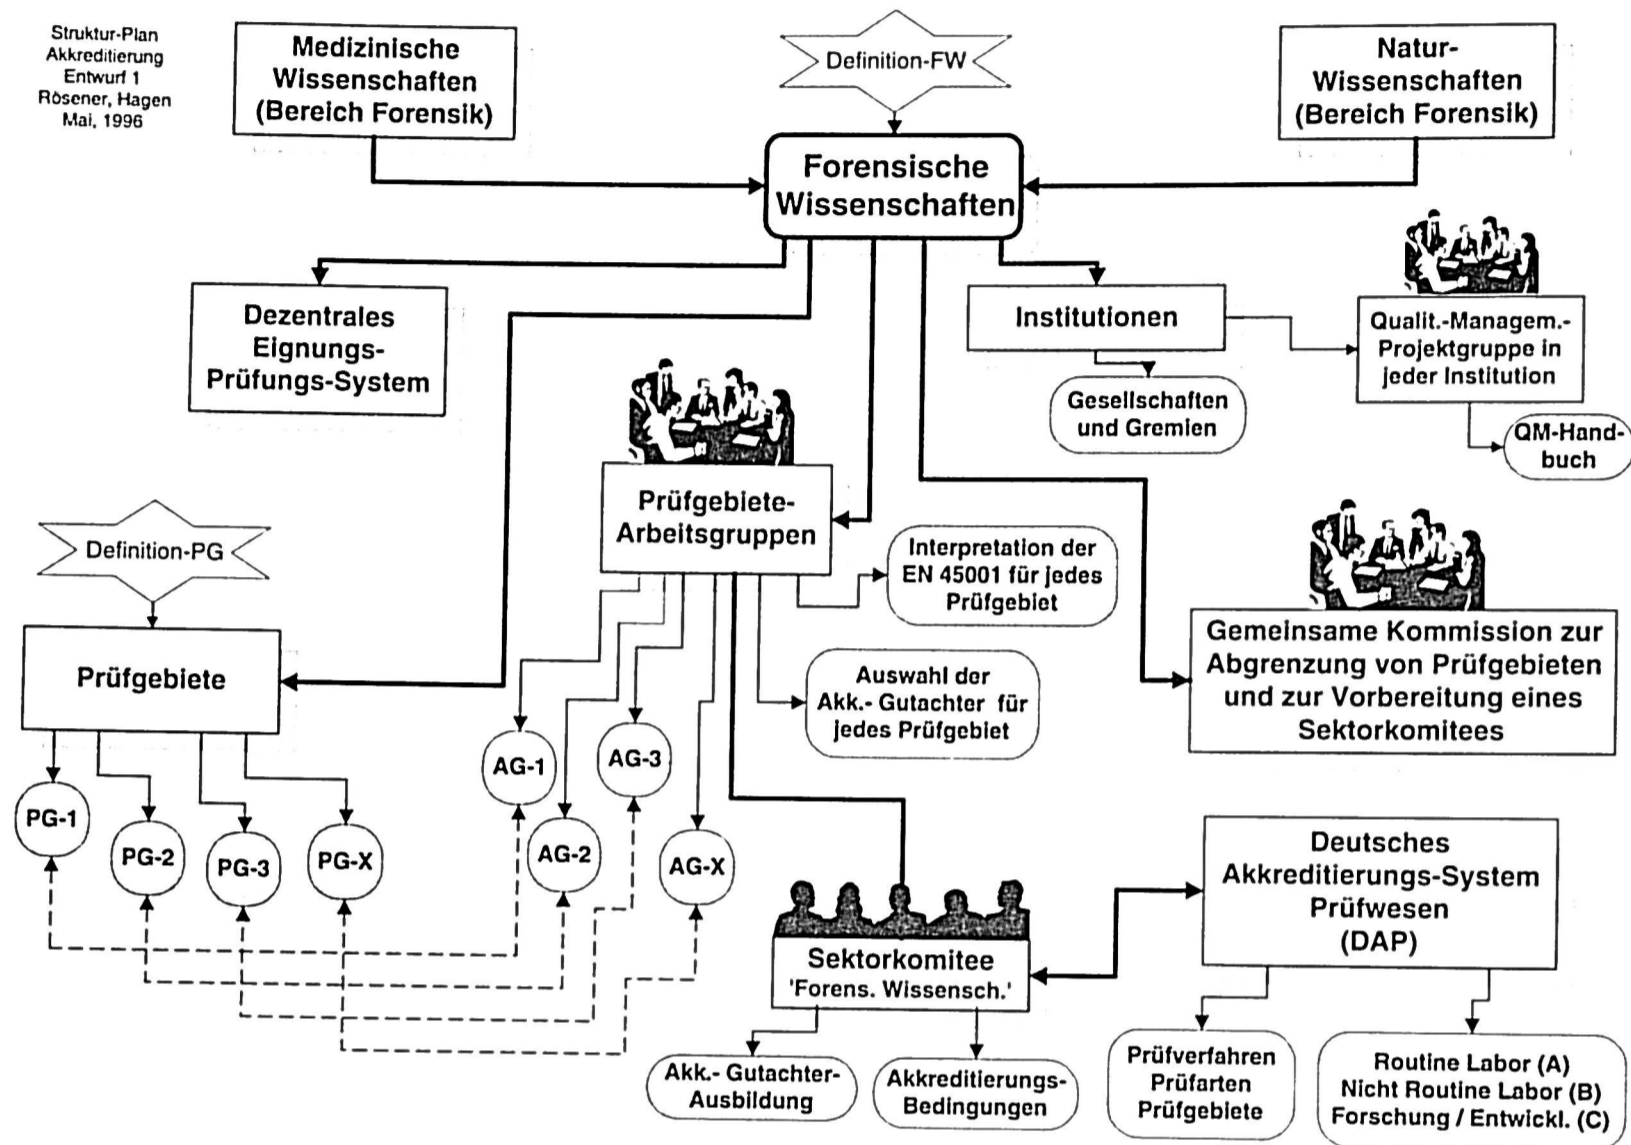 Struktur-Plan
Akkreditierung
Entwurf 1
Rösener, Hagen
Mai, 1996
Medizinische
Wissenschaften
(Bereich Forensik)
Definition-FW
Natur-
Wissenschaften
(Bereich Forensik)
Forensische
Wissenschaften
Dezentrales
Eignungs-
Prüfungs-System
Institutionen
Qualit.-Managem.-
Projektgruppe in
jeder Institution
Gesellschaften
und Gremien
QM-Hand-
buch
Prüfgebiete-
Arbeitsgruppen
Definition-PG
Interpretation der
EN 45001 für jedes
Prüfgebiet
Prüfgebiete
Auswahl der
Akk.- Gutachter für
jedes Prüfgebiet
Gemeinsame Kommission zur
Abgrenzung von Prüfgebieten
und zur Vorbereitung eines
Sektorkomitees
PG-1
PG-2
PG-3
PG-X
AG-1
AG-2
AG-3
AG-X
Deutsches
Akkreditierungs-System
Prüfwesen
(DAP)
Sektorkomitee
'Forens. Wissensch.'
Akk.- Gutachter-
Ausbildung
Akkreditierungs-
Bedingungen
Prüfverfahren
Prüfarten
Prüfgebiete
Routine Labor (A)
Nicht Routine Labor (B)
Forschung / Entwickl. (C)